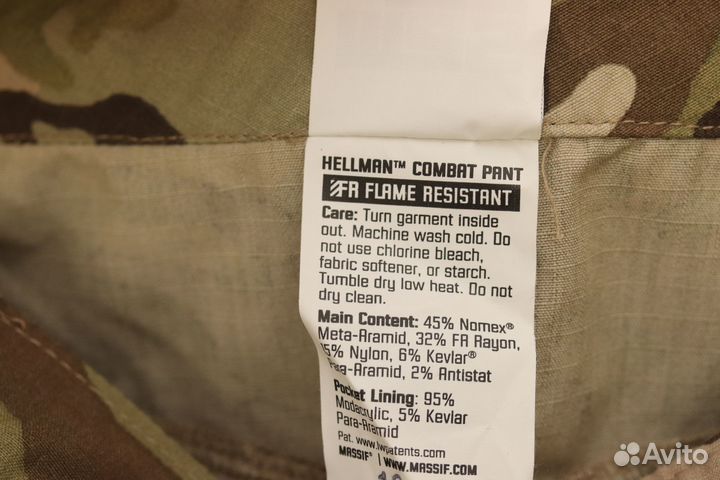 HELLMAN™ COMBAT PANT
FR FLAME RESISTANT
Care: Turn garment inside
out. Machine wash cold. Do
not use chlorine bleach,
fabric softener, or starch.
Tumble dry low heat. Do not
dry clean.
Main Content: 45% Nomex®
Meta-Aramid, 32% FR Rayon,
15% Nylon, 6% Kevlar®
Para-Aramid, 2% Antistat
Pocket Lining: 95%
Modacrylic, 5% Kevlar
Para-Aramid
Pat. www.lwpatents.com
MASSIF® | WWW.MASSIF.COM
Avito